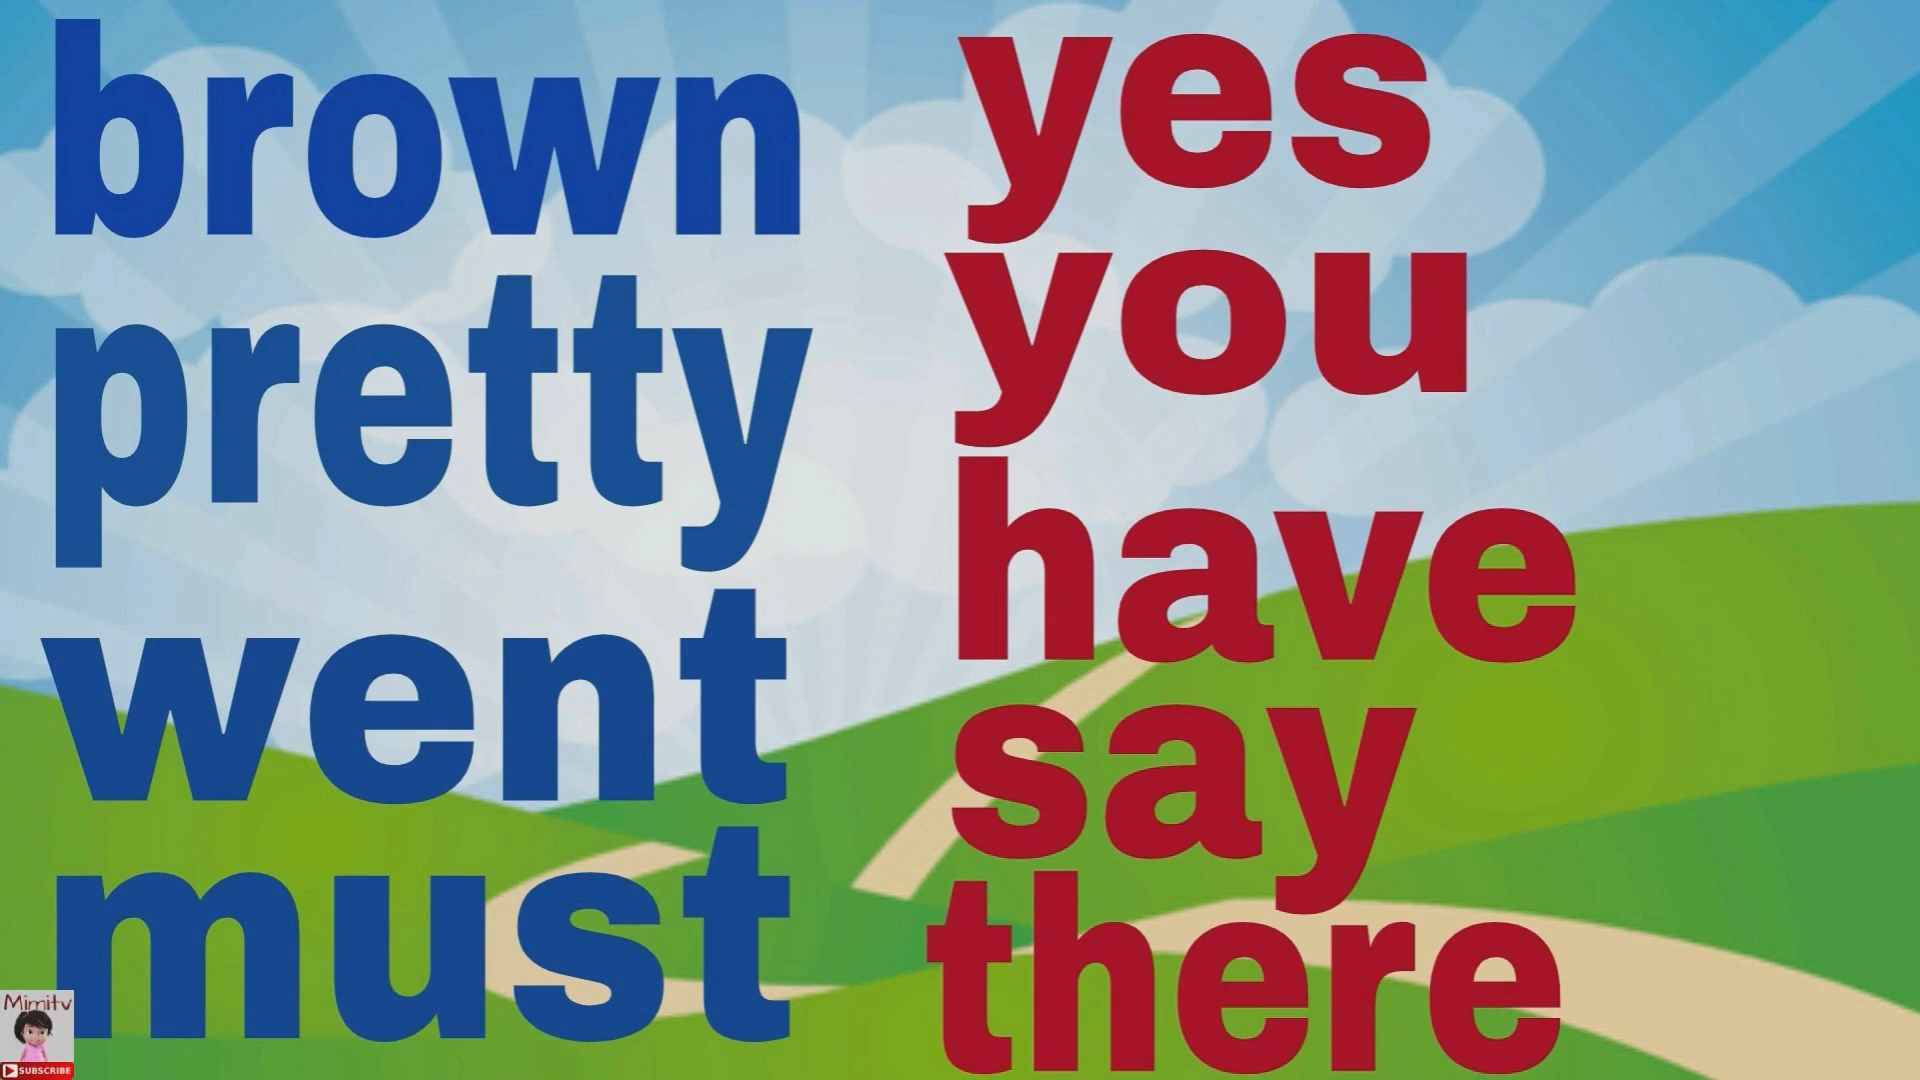 brown
pretty
went
must
yes
you
have
say
there
Mimitv
SUBSCRIBE